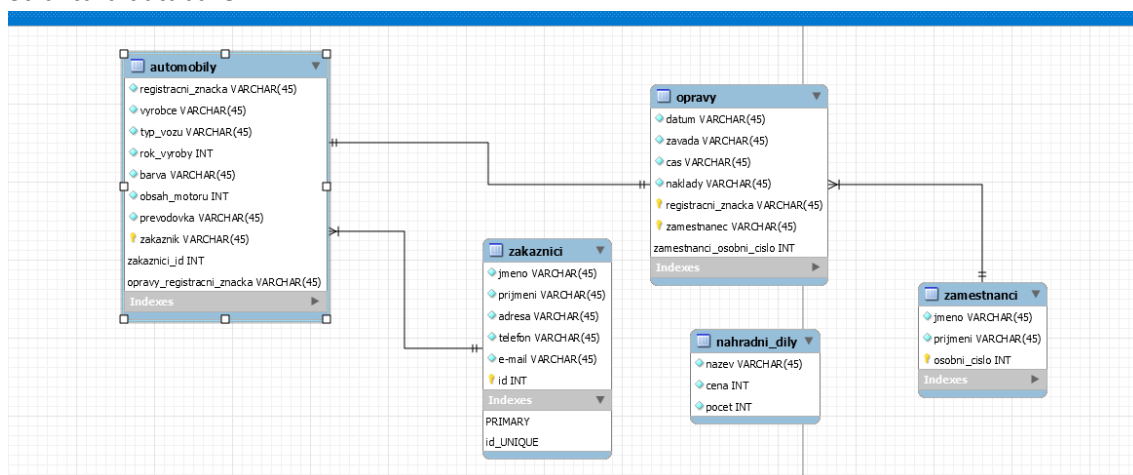 automobily
registracni_znacka VARCHAR(45)
vyrobce VARCHAR(45)
typ_vozu VARCHAR(45)
rok_vyroby INT
barva VARCHAR(45)
obsah_motoru INT
prevodovka VARCHAR(45)
zakaznik VARCHAR(45)
zakaznici_id INT
opravy_registracni_znacka VARCHAR(45)
Indexes
zakaznici
jmeno VARCHAR(45)
prijmeni VARCHAR(45)
adresa VARCHAR(45)
telefon VARCHAR(45)
e-mail VARCHAR(45)
id INT
Indexes
PRIMARY
id_UNIQUE
opravy
datum VARCHAR(45)
zavada VARCHAR(45)
cas VARCHAR(45)
naklady VARCHAR(45)
registracni_znacka VARCHAR(45)
zamestnanec VARCHAR(45)
zamestnanci_osobni_cislo INT
Indexes
nahradni_dily
nazev VARCHAR(45)
cena INT
pocet INT
zamestnanci
jmeno VARCHAR(45)
prijmeni VARCHAR(45)
osobni_cislo INT
Indexes